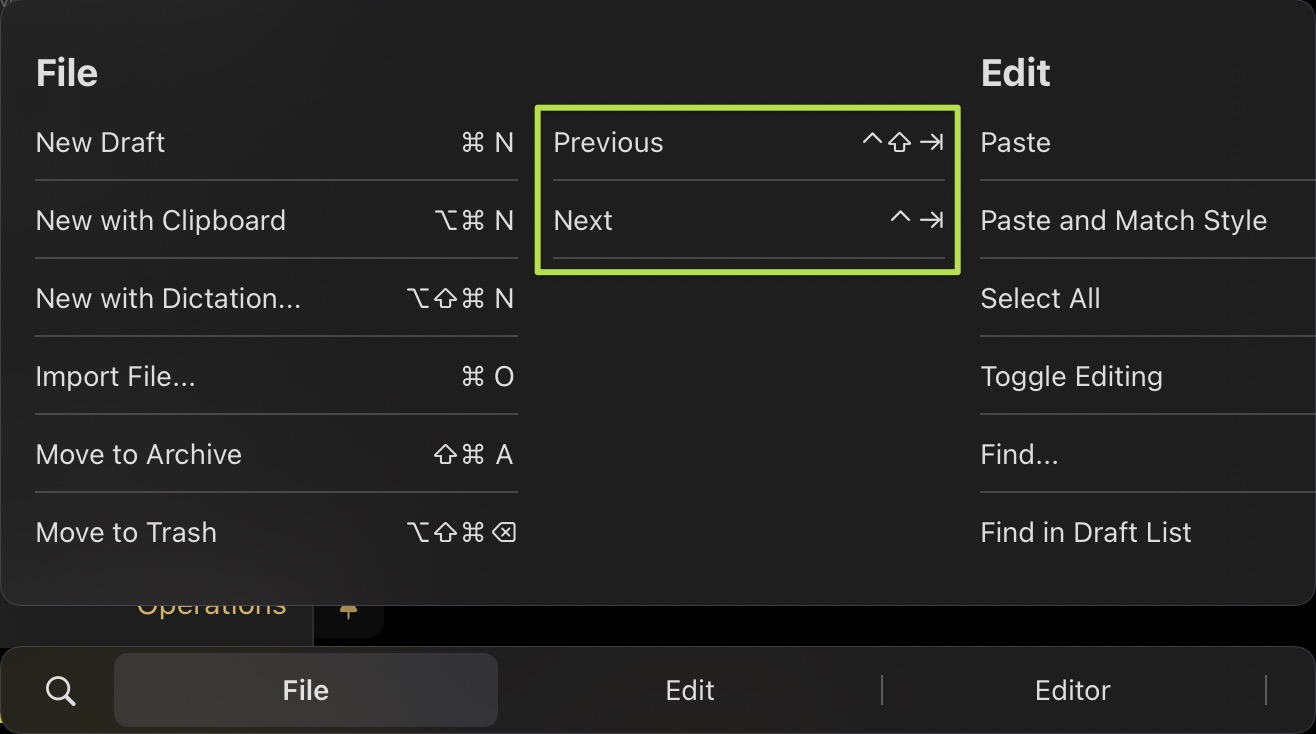 File
New Draft ⌘ N
New with Clipboard ⌥⌘ N
New with Dictation... ⌥⇧⌘ N
Import File... ⌘ O
Move to Archive ⇧⌘ A
Move to Trash ⌥⇧⌘⌫
Previous ^⇧⇥
Next ^⇥
Edit
Paste
Paste and Match Style
Select All
Toggle Editing
Find...
Find in Draft List
Operations
File Edit Editor